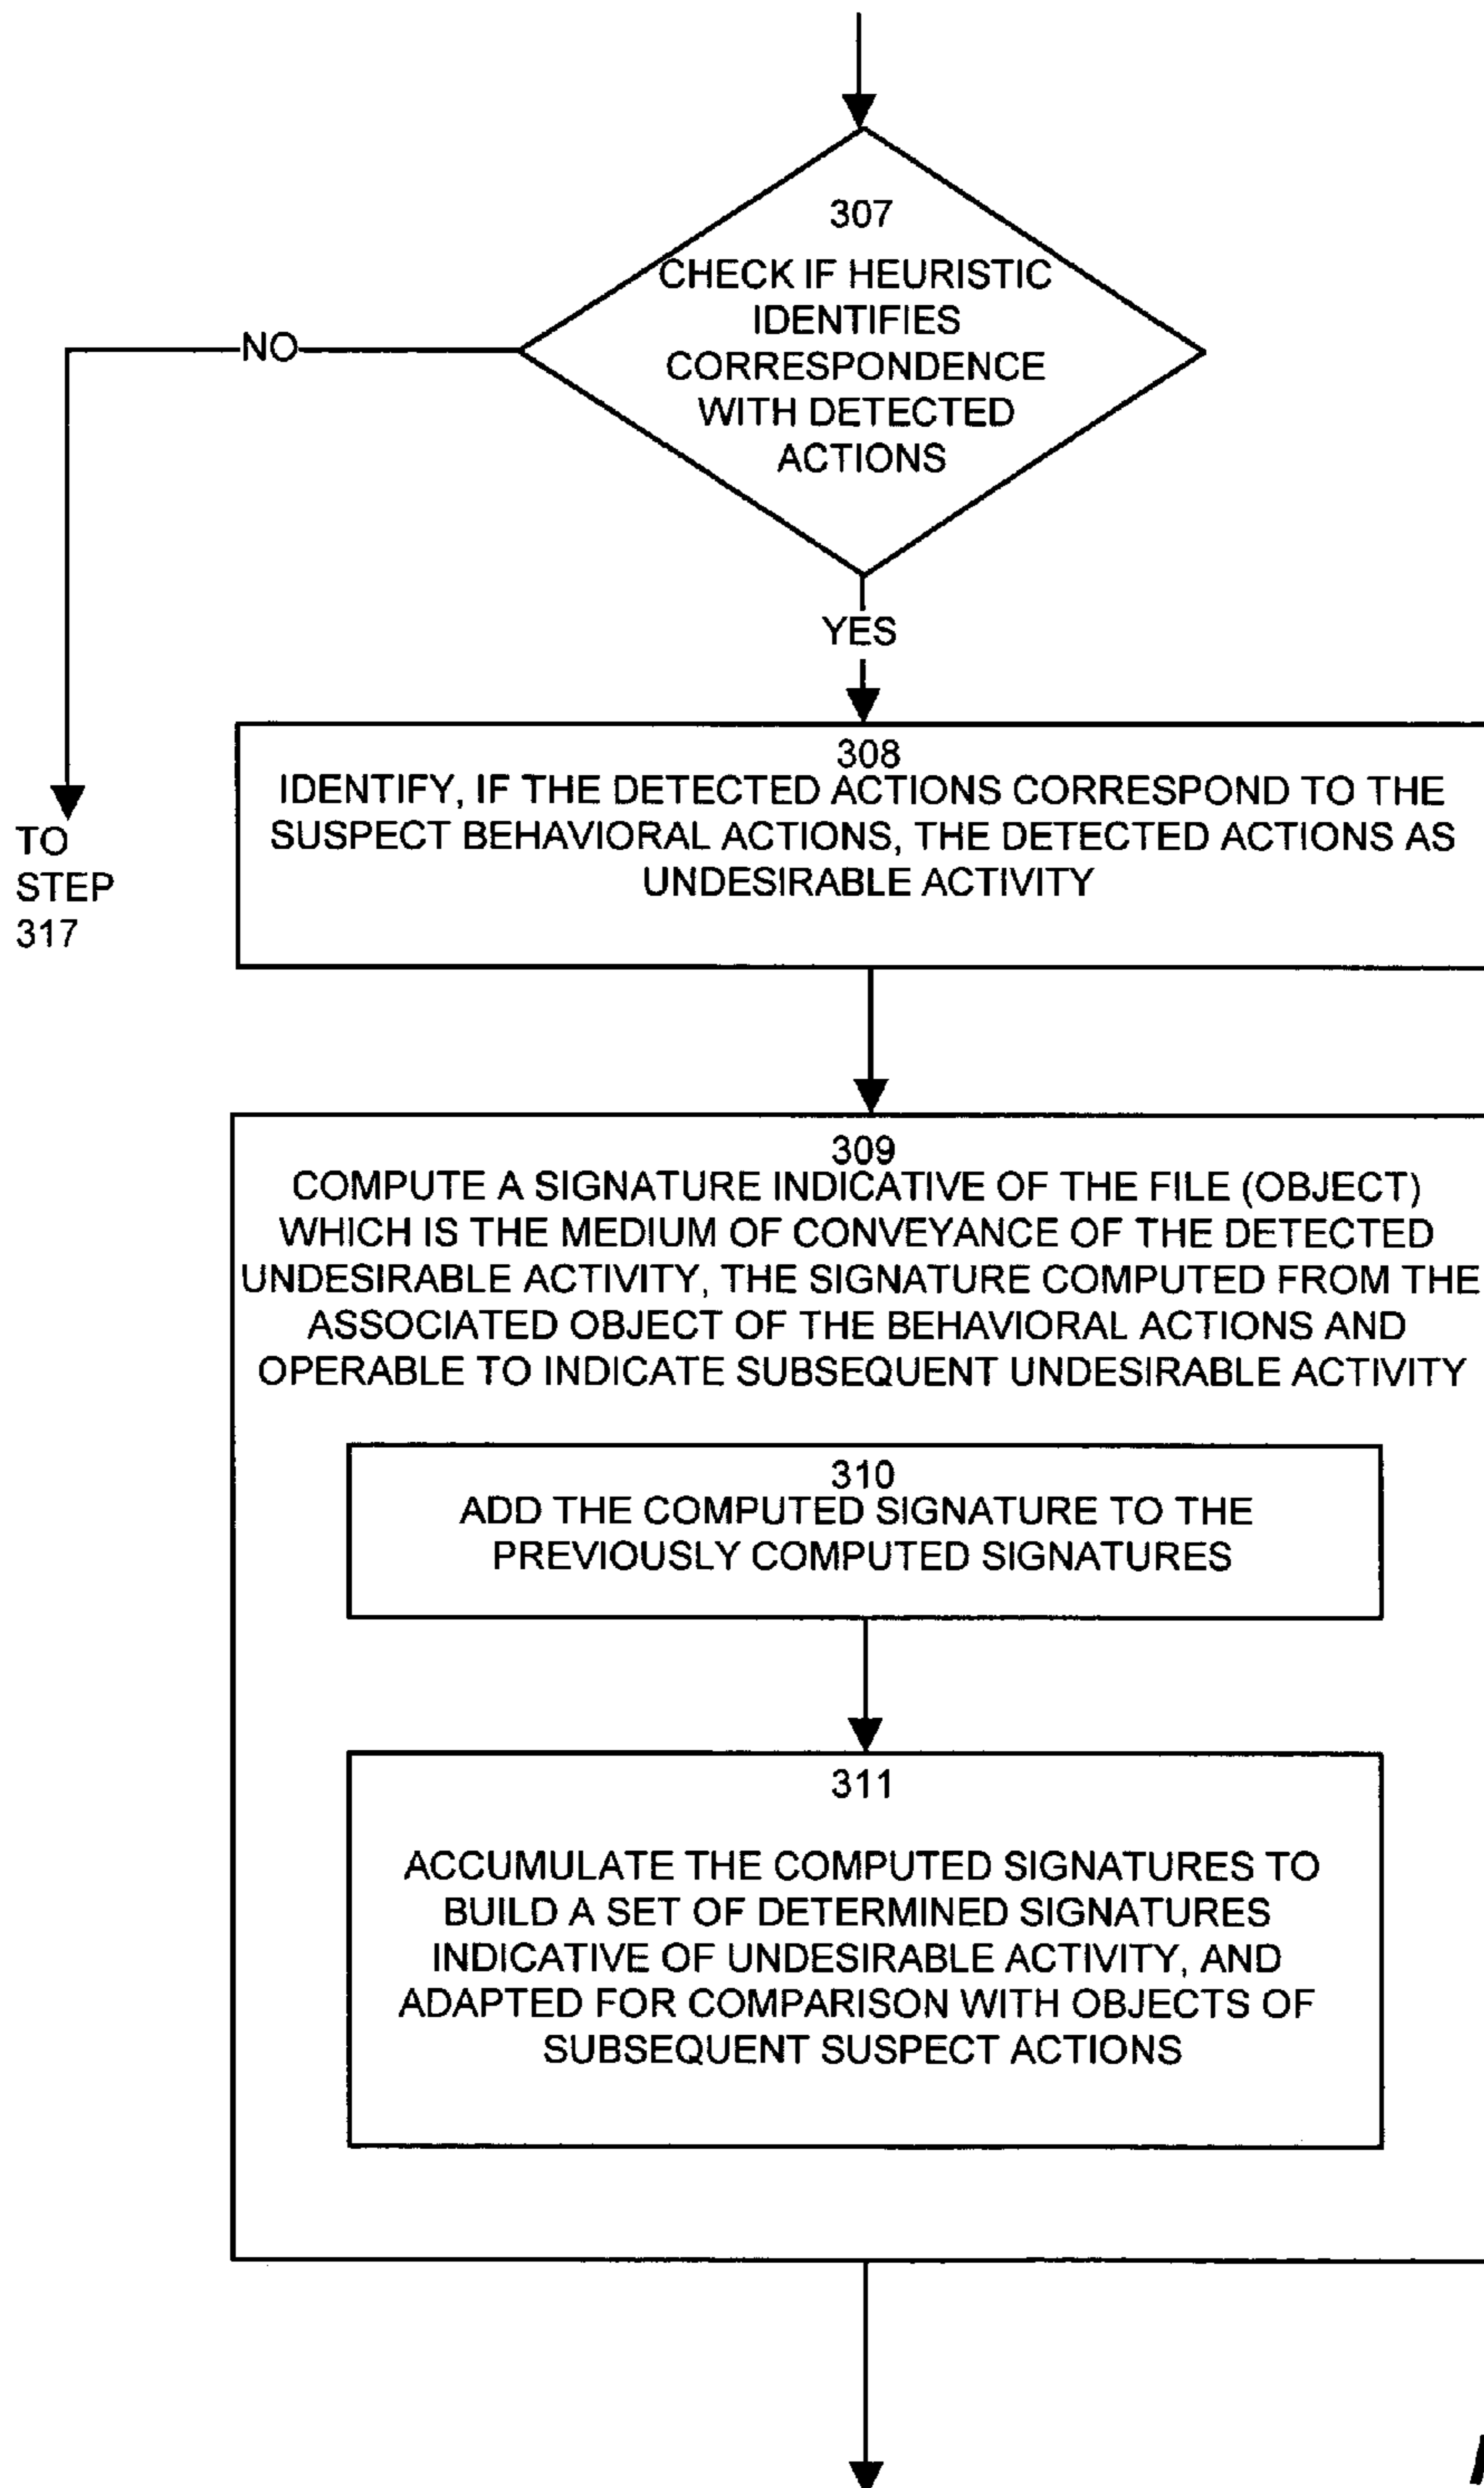 307
CHECK IF HEURISTIC
IDENTIFIES
CORRESPONDENCE
WITH DETECTED
ACTIONS
NO
YES
TO
STEP
317
308
IDENTIFY, IF THE DETECTED ACTIONS CORRESPOND TO THE
SUSPECT BEHAVIORAL ACTIONS, THE DETECTED ACTIONS AS
UNDESIRABLE ACTIVITY
309
COMPUTE A SIGNATURE INDICATIVE OF THE FILE (OBJECT)
WHICH IS THE MEDIUM OF CONVEYANCE OF THE DETECTED
UNDESIRABLE ACTIVITY, THE SIGNATURE COMPUTED FROM THE
ASSOCIATED OBJECT OF THE BEHAVIORAL ACTIONS AND
OPERABLE TO INDICATE SUBSEQUENT UNDESIRABLE ACTIVITY
310
ADD THE COMPUTED SIGNATURE TO THE
PREVIOUSLY COMPUTED SIGNATURES
311
ACCUMULATE THE COMPUTED SIGNATURES TO
BUILD A SET OF DETERMINED SIGNATURES
INDICATIVE OF UNDESIRABLE ACTIVITY, AND
ADAPTED FOR COMPARISON WITH OBJECTS OF
SUBSEQUENT SUSPECT ACTIONS